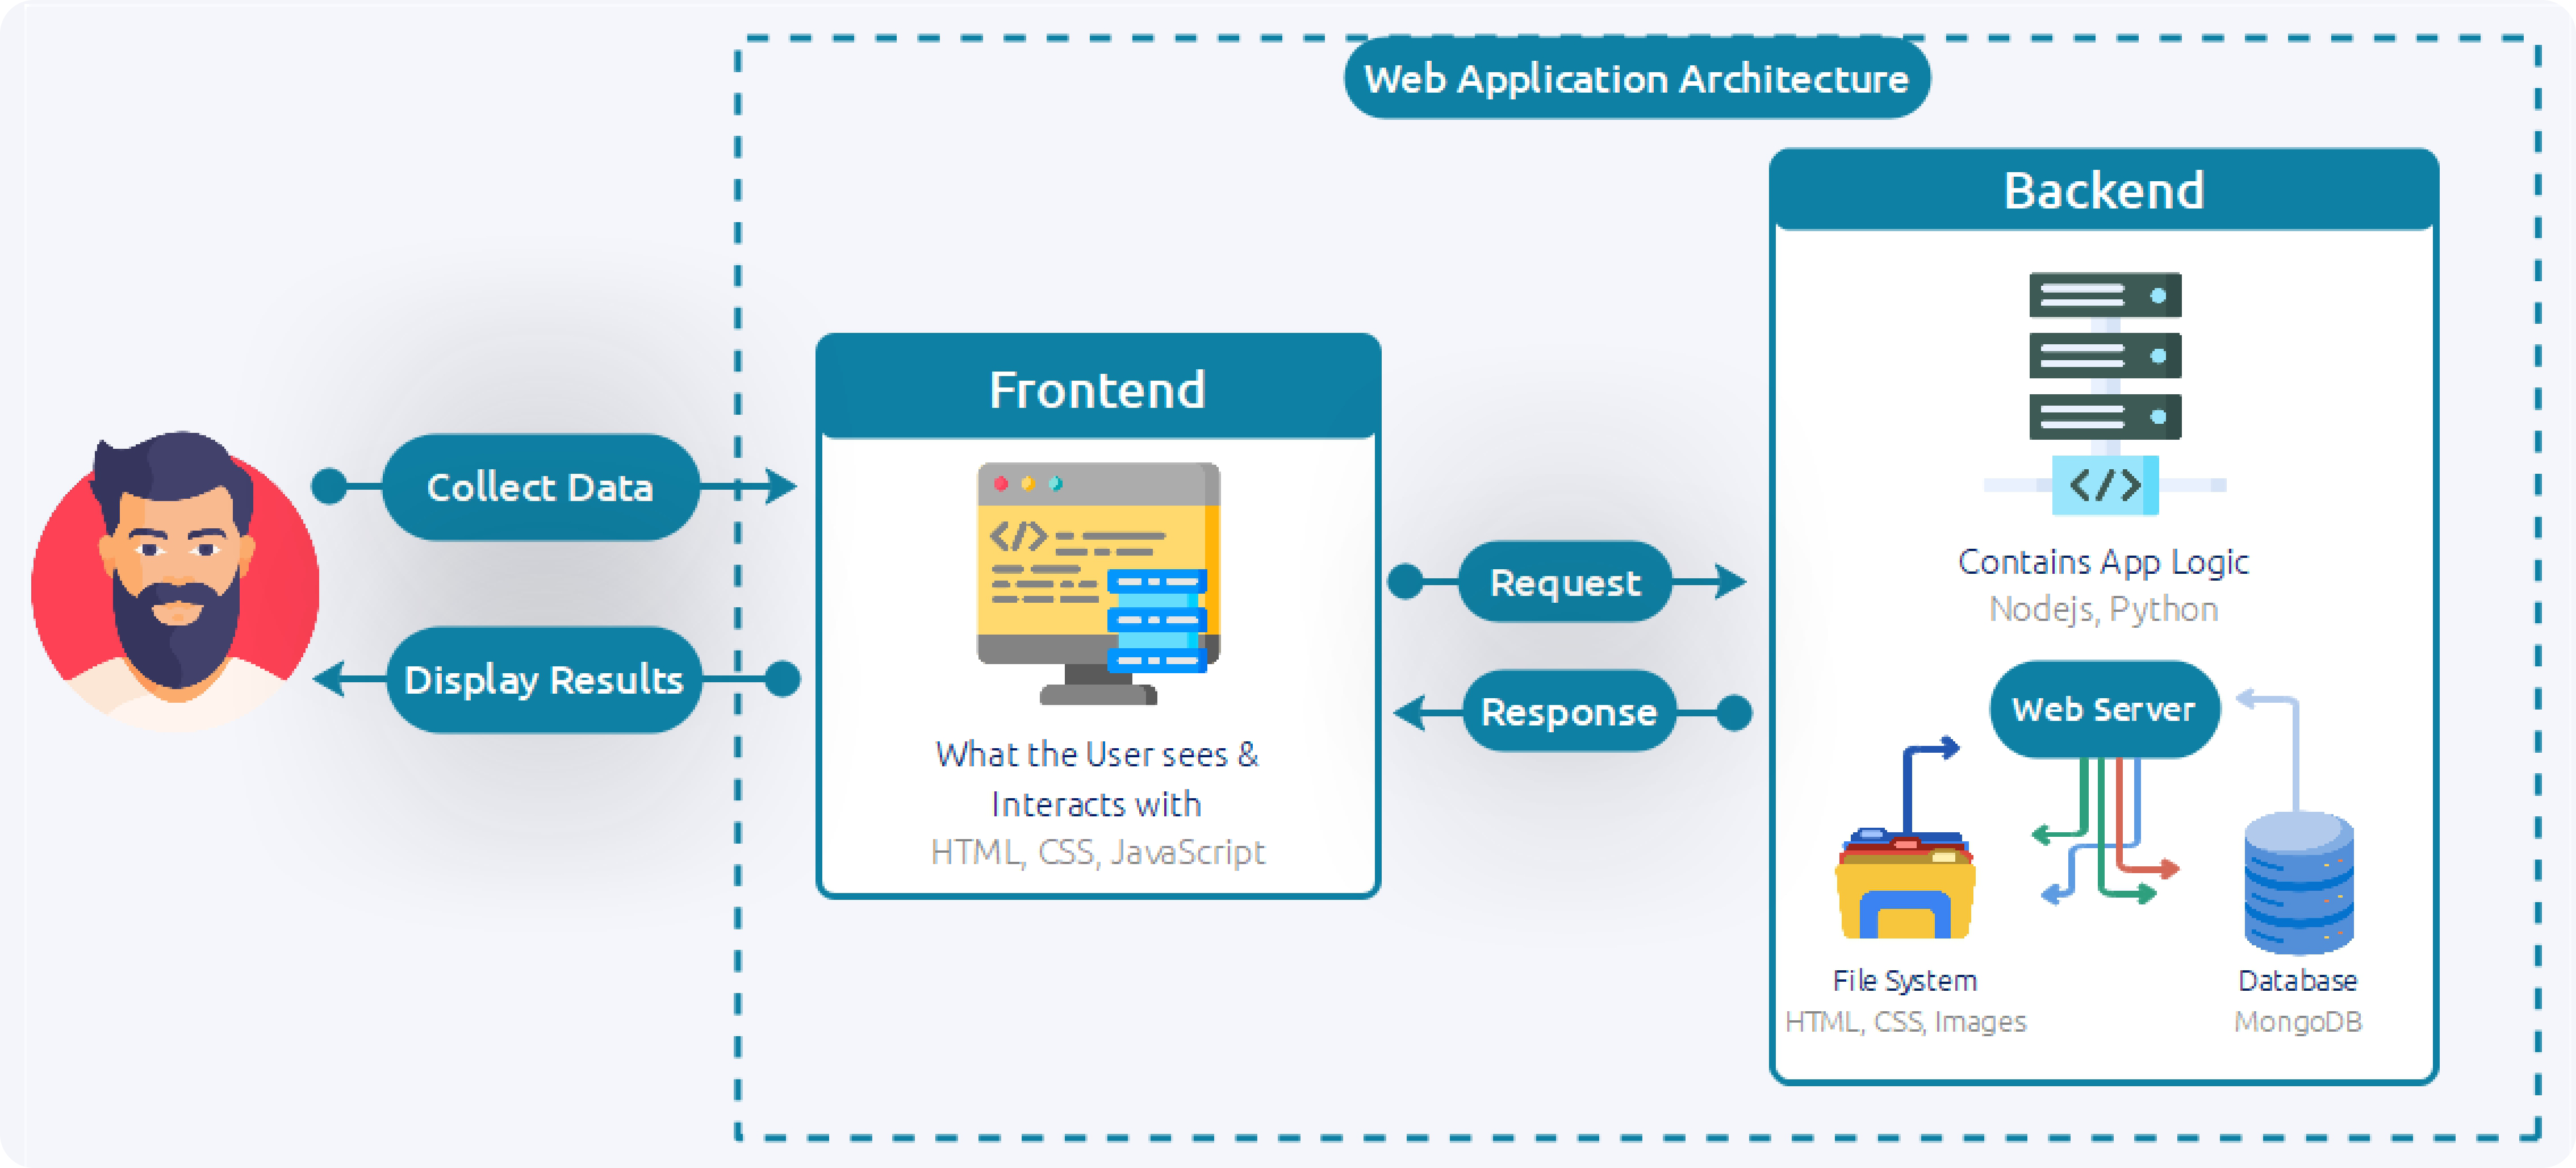 Web Application Architecture
Backend
Frontend
Collect Data
Display Results
</>
What the User sees &
Interacts with
HTML, CSS, JavaScript
Request
Response
</>
Contains App Logic
Nodejs, Python
Web Server
File System
HTML, CSS, Images
Database
MongoDB